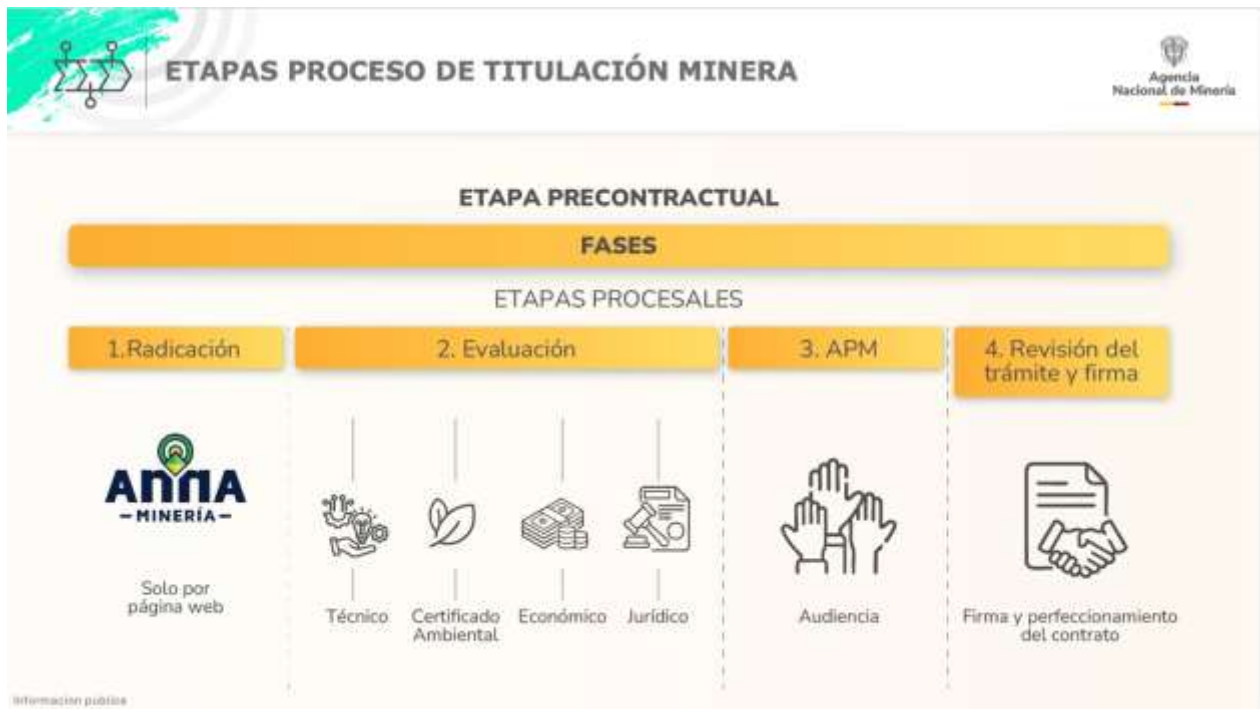 ETAPAS PROCESO DE TITULACIÓN MINERA
Agencia
Nacional de Minería
ETAPA PRECONTRACTUAL
FASES
ETAPAS PROCESALES
1.Radicación
2. Evaluación
3. APM
4. Revisión del
trámite y firma
ANNA
MINERÍA
Solo por
página web
Técnico
Certificado
Ambiental
Económico
Jurídico
Audiencia
Firma y perfeccionamiento
del contrato
Informacion publica